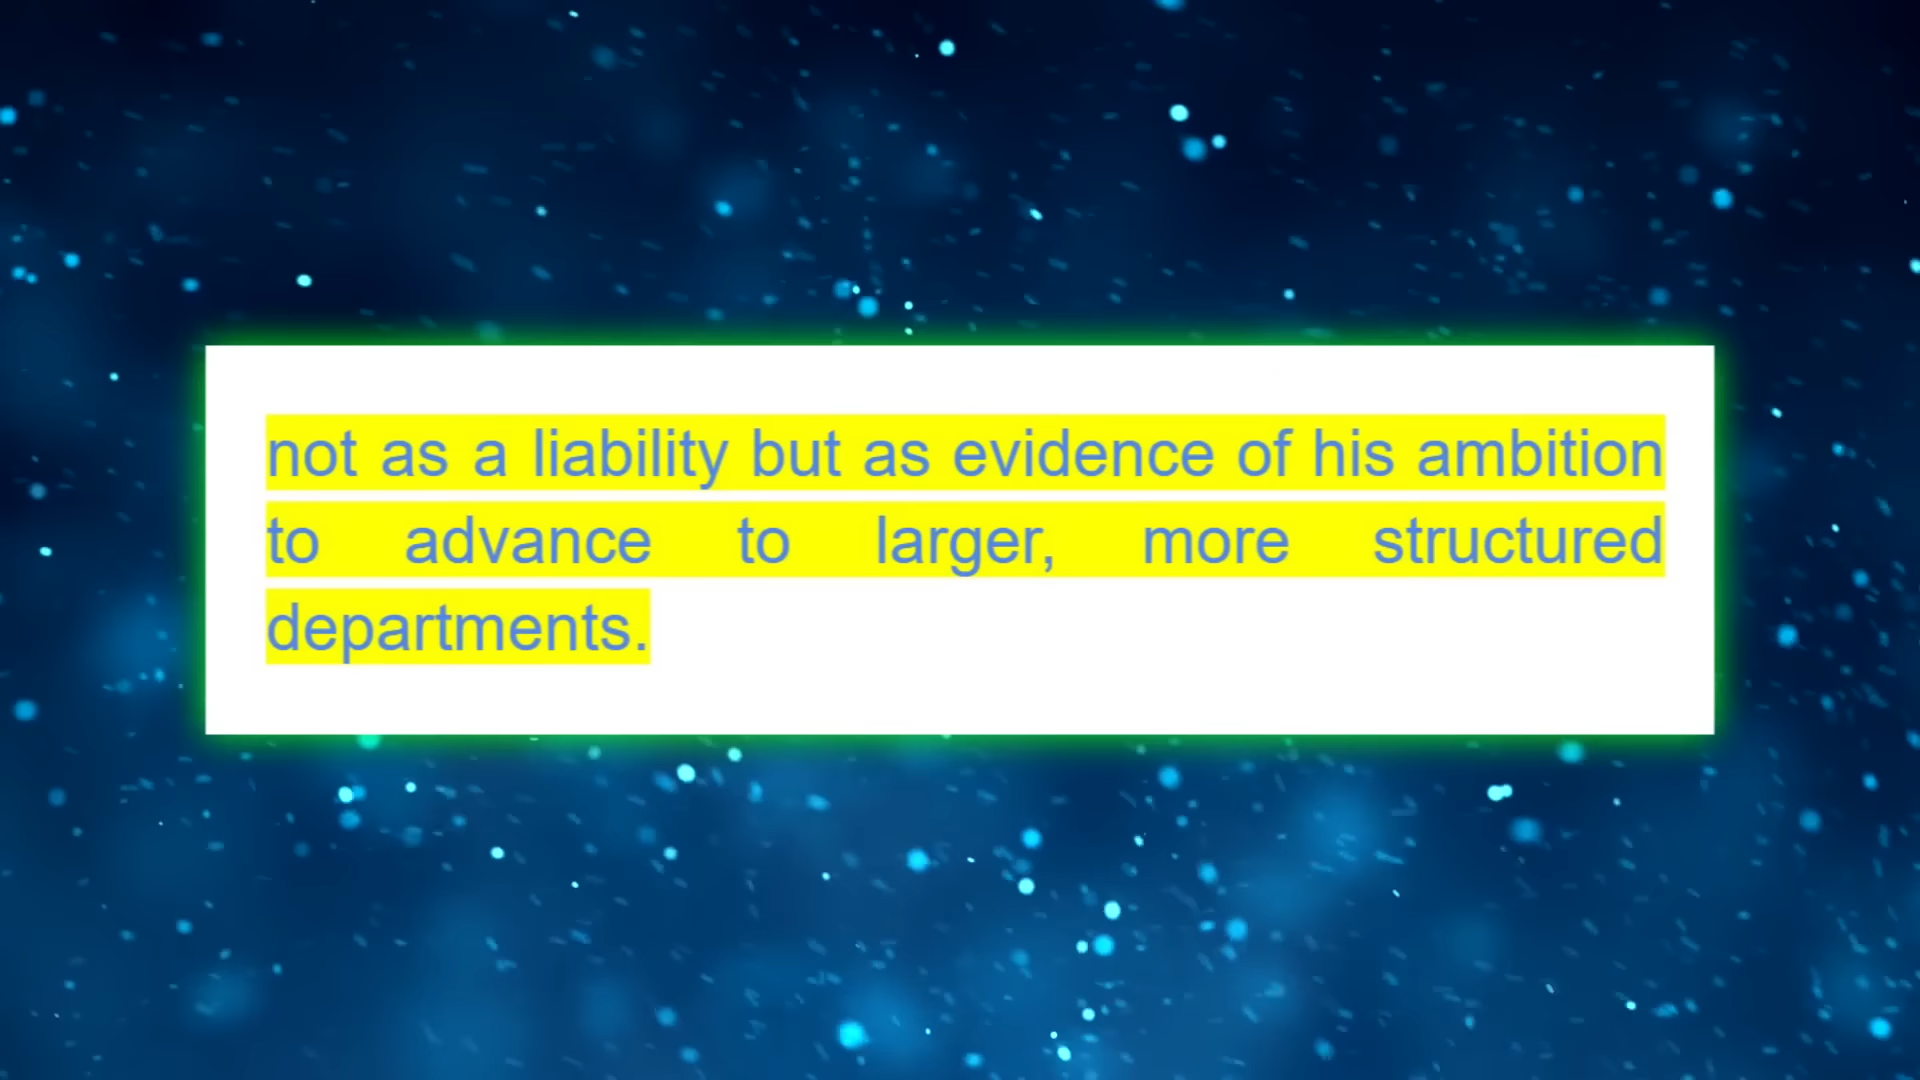 not as a liability but as evidence of his ambition
to advance to larger, more structured
departments.